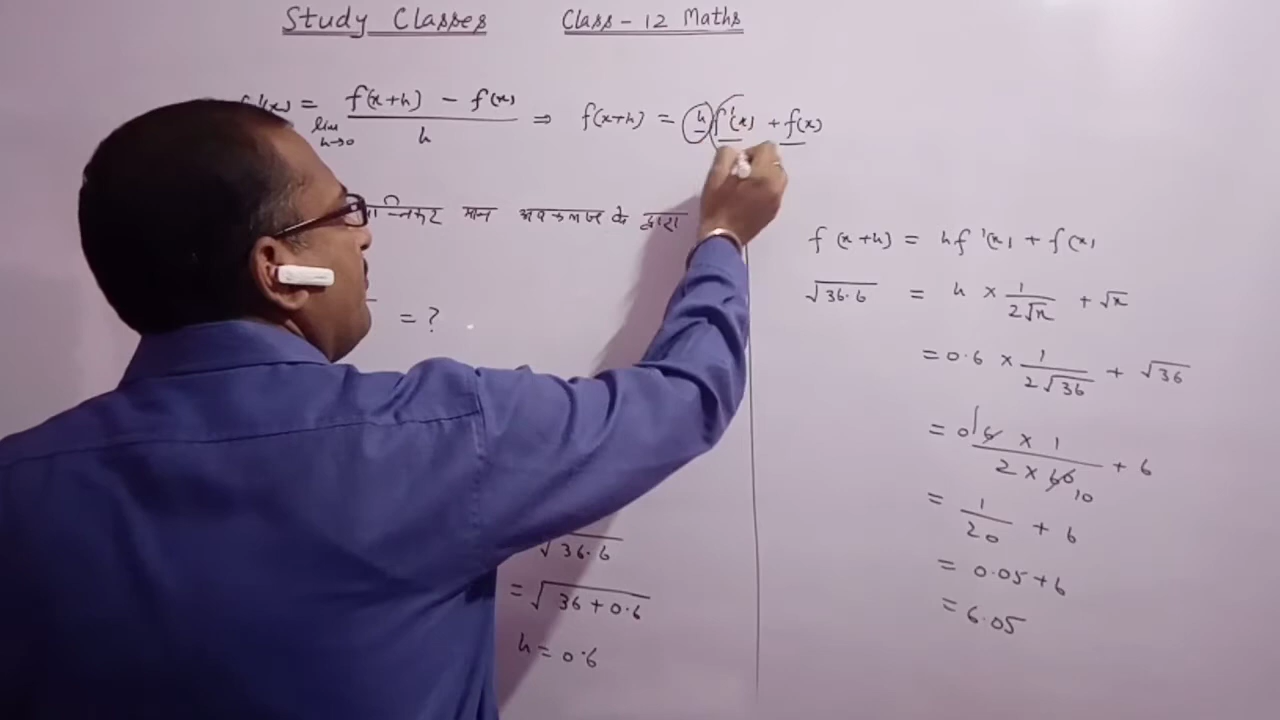 Study Classes Class - 12 Maths
f'(x) = lim h→0 f(x+h) - f(x) / h ⇒ f(x+h) = h f'(x) + f(x)
मान अवकलज के द्वारा
= ?
√36.6
= √36 + 0.6
h = 0.6
f(x+h) = hf'(x) + f(x)
√36.6 = h × 1/2√x + √x
= 0.6 × 1/2√36 + √36
= 0.6 × 1 / 2 × 60 10 + 6
= 1/20 + 6
= 0.05 + 6
= 6.05